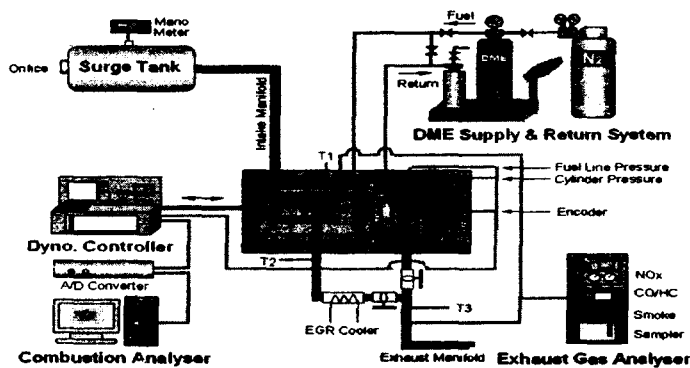 Mano
Meter
Orifice
Surge Tank
Intake Manifold
Fuel
DME
N2
Return
DME Supply & Return System
T1
Fuel Line Pressure
Cylinder Pressure
Encoder
Dyno. Controller
A/D Converter
T2
EGR Cooler
T3
Combustion Analyser
Exhaust Manifold
NOx
CO/HC
Smoke
Sampler
Exhaust Gas Analyser